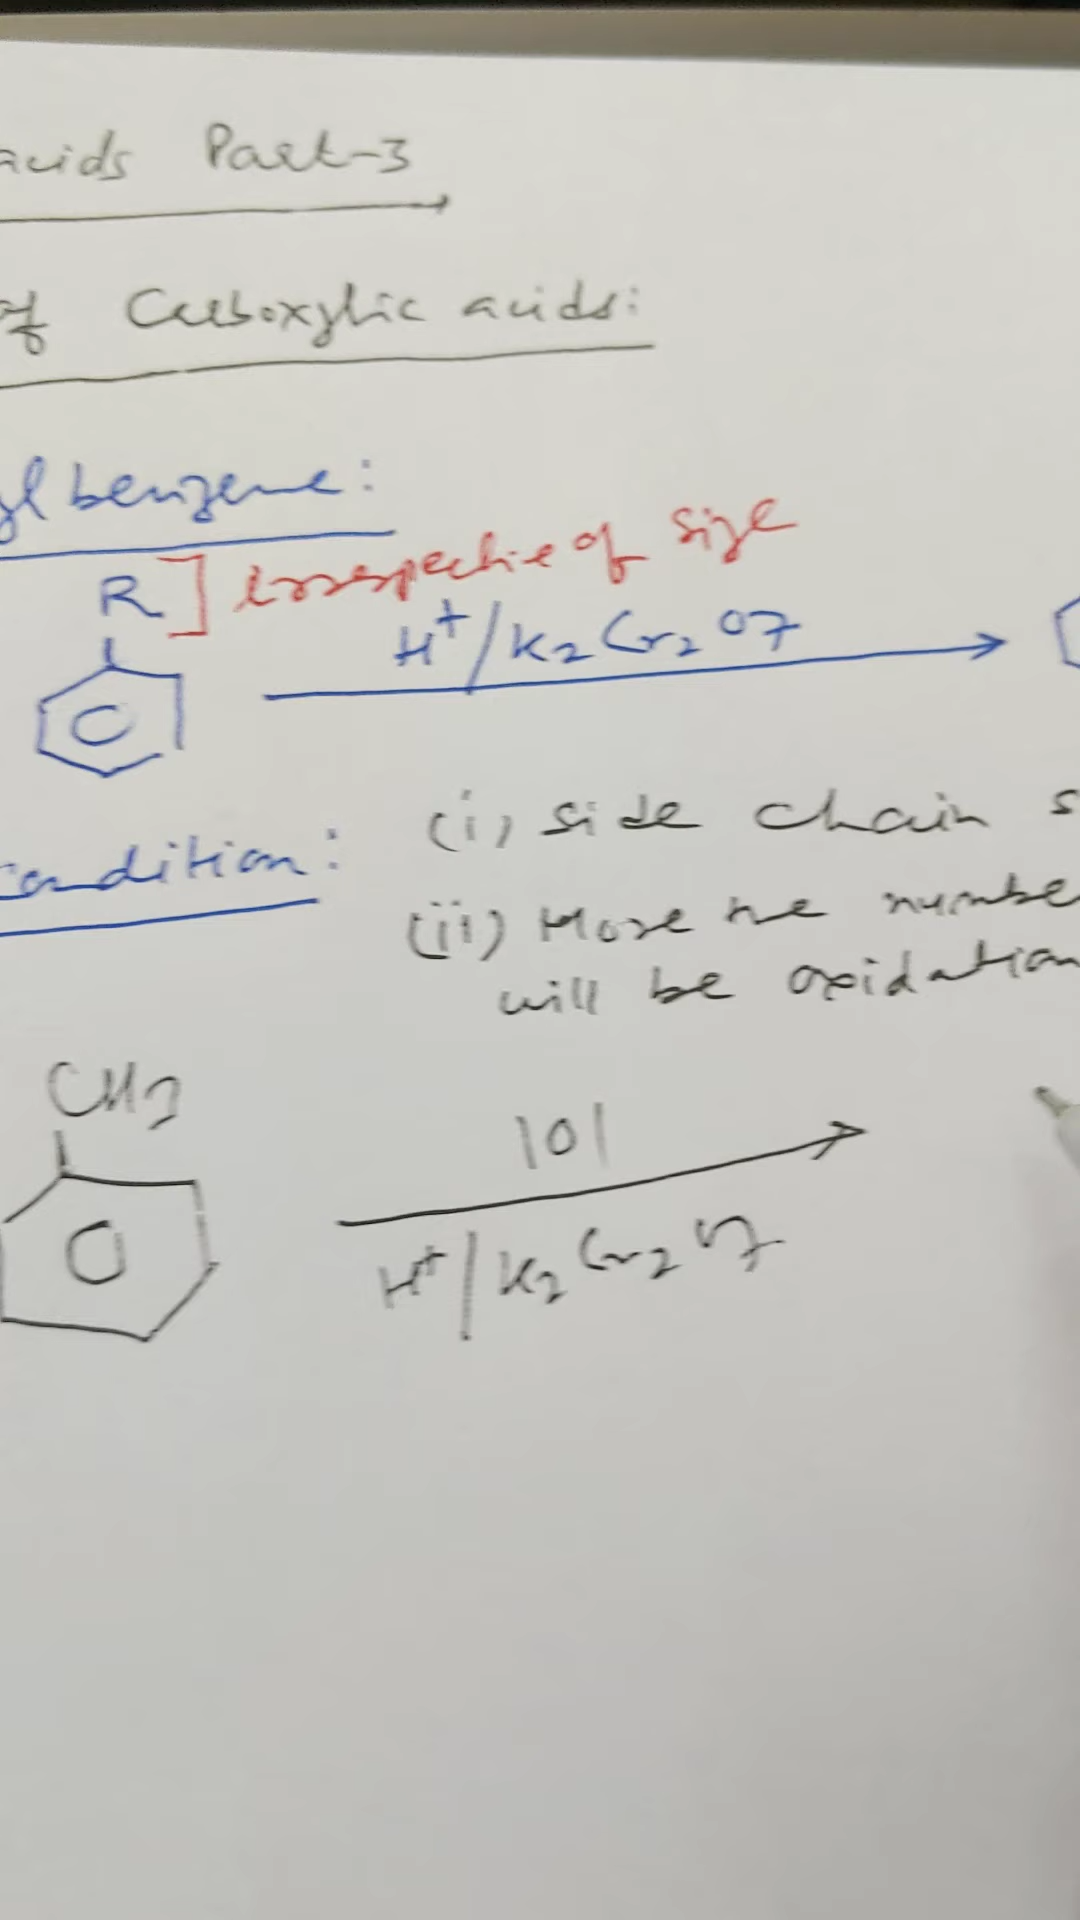 acids Part-3
of Carboxylic acids:
yl benzene:
R] Irrespective of size
H+/K2Cr2O7
condition: (i) side chain s
(ii) More the number
will be oxidation
CH3
|O|
H+/K2Cr2O7